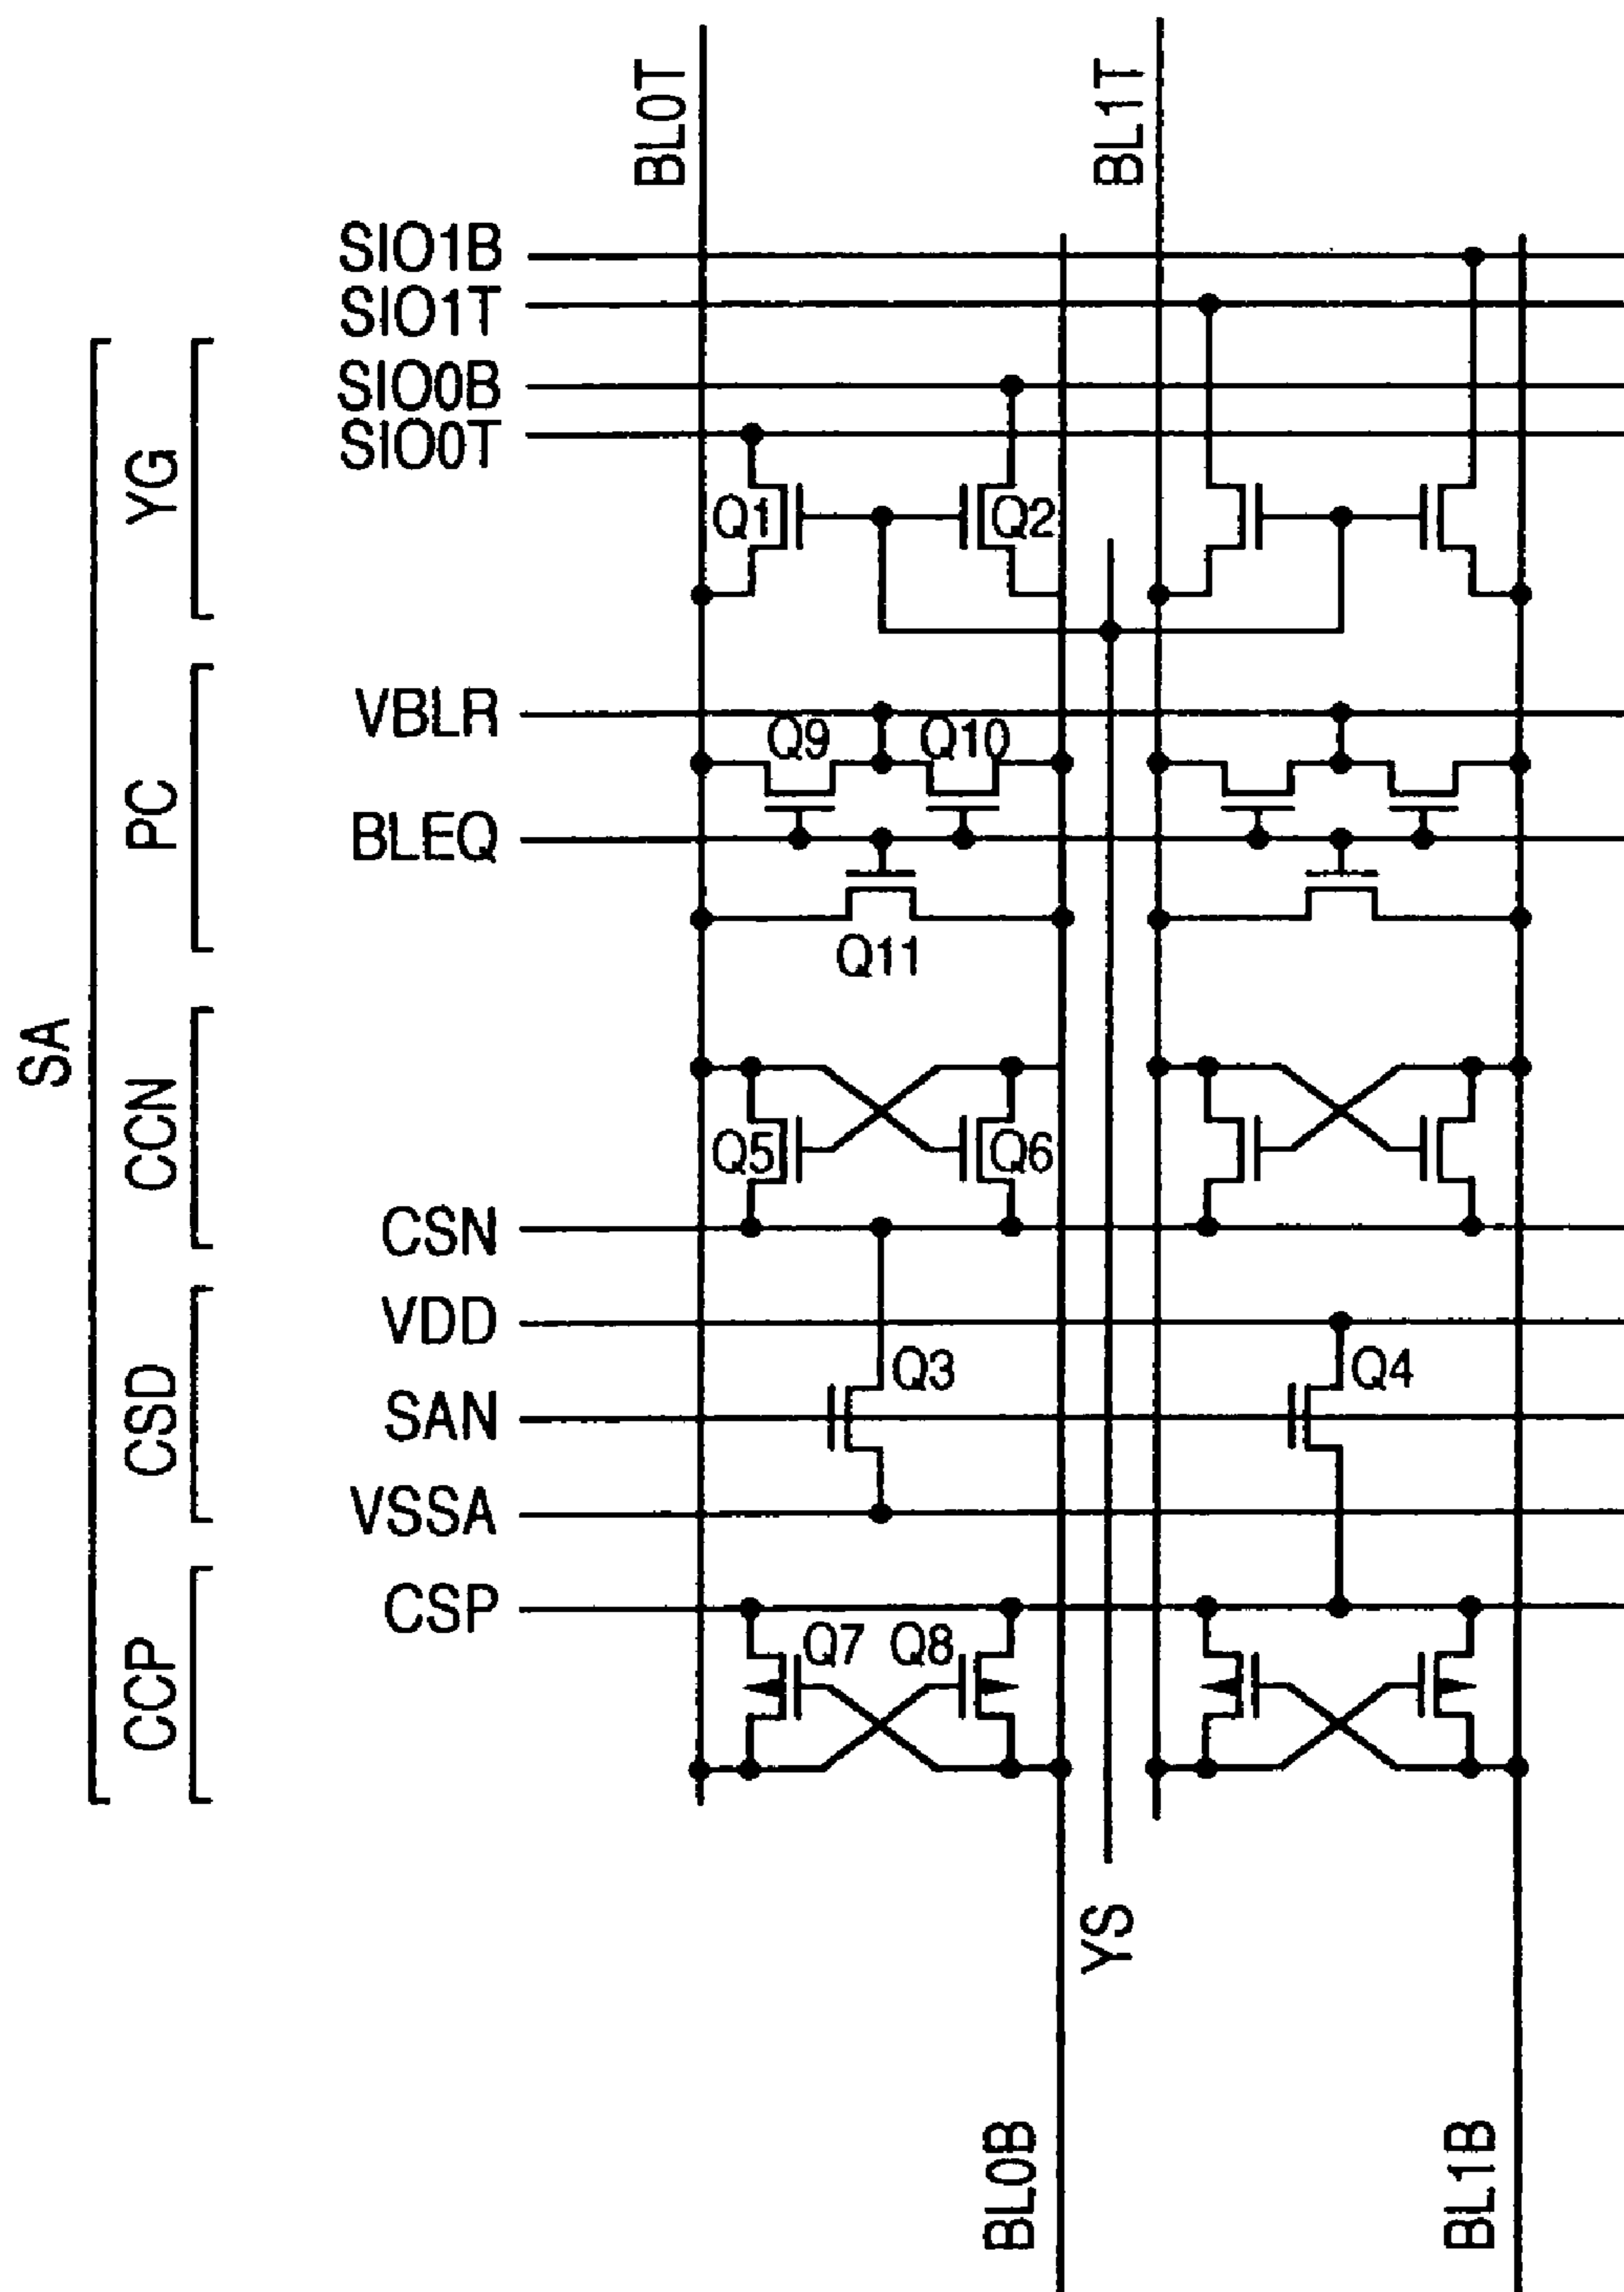 BL0T
BL1T
SIO1B
SIO1T
SIO0B
SIO0T
YG
Q1
Q2
VBLR
Q9
Q10
PC
BLEQ
Q11
SA
CCN
Q5
Q6
CSN
VDD
Q3
Q4
CSD
SAN
VSSA
CSP
CCP
Q7
Q8
YS
BL0B
BL1B